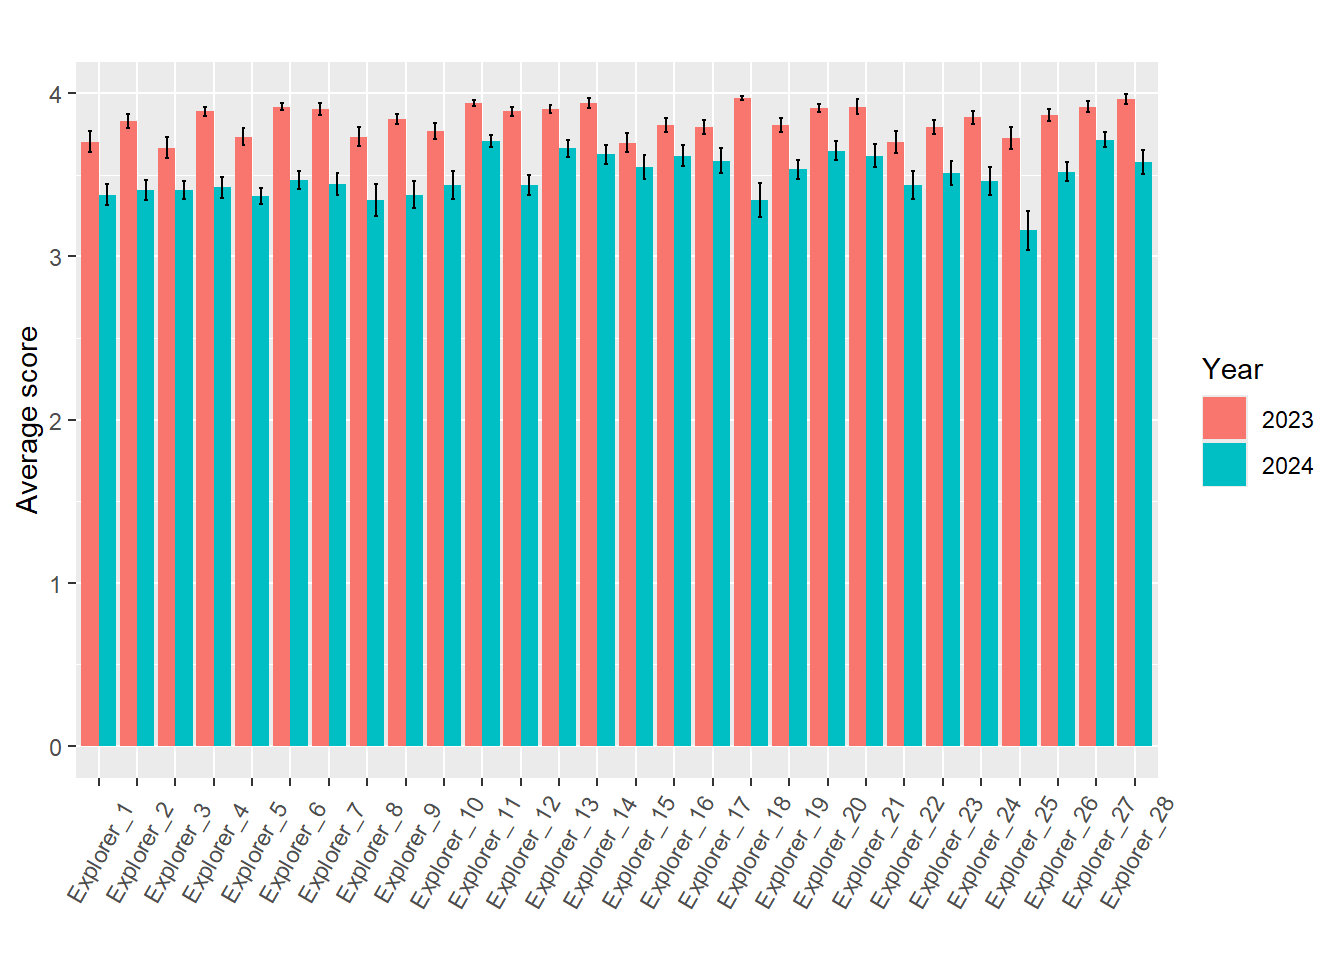 4
3
2
1
0
Average score
Explorer_1
Explorer_2
Explorer_3
Explorer_4
Explorer_5
Explorer_6
Explorer_7
Explorer_8
Explorer_9
Explorer_10
Explorer_11
Explorer_12
Explorer_13
Explorer_14
Explorer_15
Explorer_16
Explorer_17
Explorer_18
Explorer_19
Explorer_20
Explorer_21
Explorer_22
Explorer_23
Explorer_24
Explorer_25
Explorer_26
Explorer_27
Explorer_28
Year
2023
2024